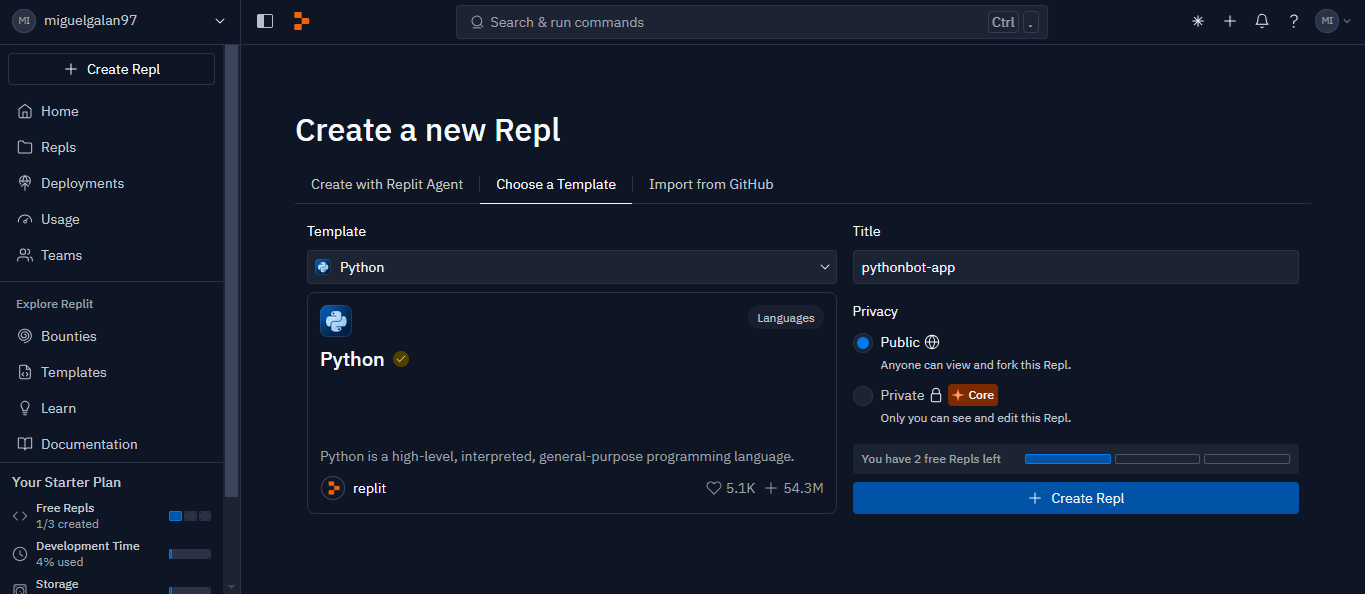 MI miguelgalan97
Search & run commands Ctrl .
? MI
+ Create Repl
Home
Repls
Deployments
Usage
Teams
Explore Replit
Bounties
Templates
Learn
Documentation
Your Starter Plan
Free Repls
1/3 created
Development Time
4% used
Storage
Create a new Repl
Create with Replit Agent Choose a Template Import from GitHub
Template
Python
Languages
Python
Python is a high-level, interpreted, general-purpose programming language.
replit 5.1K + 54.3M
Title
pythonbot-app
Privacy
Public
Anyone can view and fork this Repl.
Private Core
Only you can see and edit this Repl.
You have 2 free Repls left
+ Create Repl